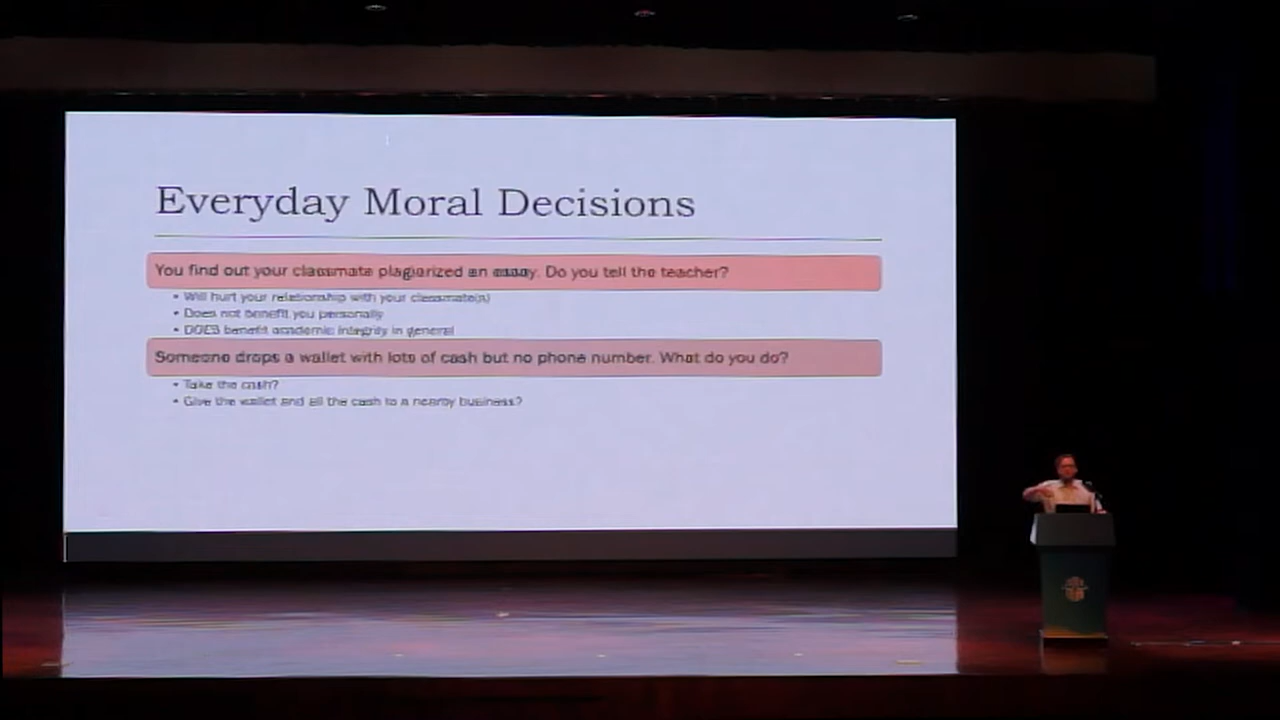 Everyday Moral Decisions
You find out your classmate plagiarized an essay. Do you tell the teacher?
• Will hurt your relationship with your classmate(s)
• Does not benefit you personally
• DOES benefit academic integrity in general
Someone drops a wallet with lots of cash but no phone number. What do you do?
• Take the cash?
• Give the wallet and all the cash to a nearby business?